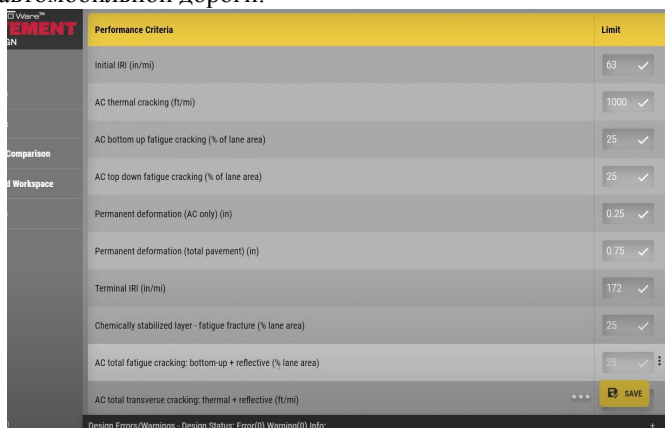 автомобильной дороги.
Ware™
EMENT
GN
Performance Criteria Limit
Initial IRI (in/mi) 63
AC thermal cracking (ft/mi) 1000
AC bottom up fatigue cracking (% of lane area) 25
Comparison
AC top down fatigue cracking (% of lane area) 25
d Workspace
Permanent deformation (AC only) (in) 0.25
Permanent deformation (total pavement) (in) 0.75
Terminal IRI (in/mi) 172
Chemically stabilized layer - fatigue fracture (% lane area) 25
AC total fatigue cracking: bottom-up + reflective (% lane area) 25
AC total transverse cracking: thermal + reflective (ft/mi)
SAVE
Design Errors/Warnings - Design Status: Error(0) Warning(0) Info: